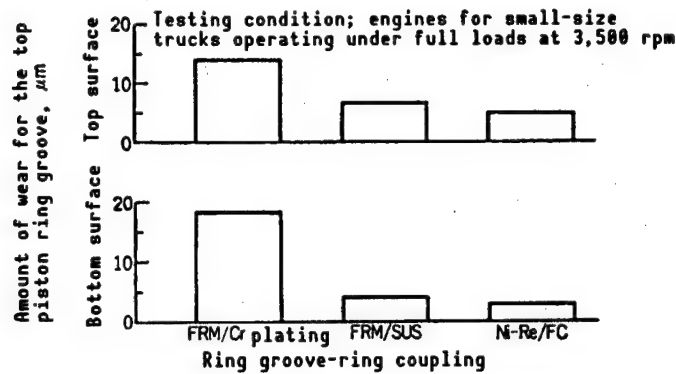 Testing condition; engines for small-size
trucks operating under full loads at 3,500 rpm
Amount of wear for the top
piston ring groove, μm
Top surface
20
10
0
Bottom surface
20
10
0
FRM/Cr plating FRM/SUS Ni-Re/FC
Ring groove-ring coupling